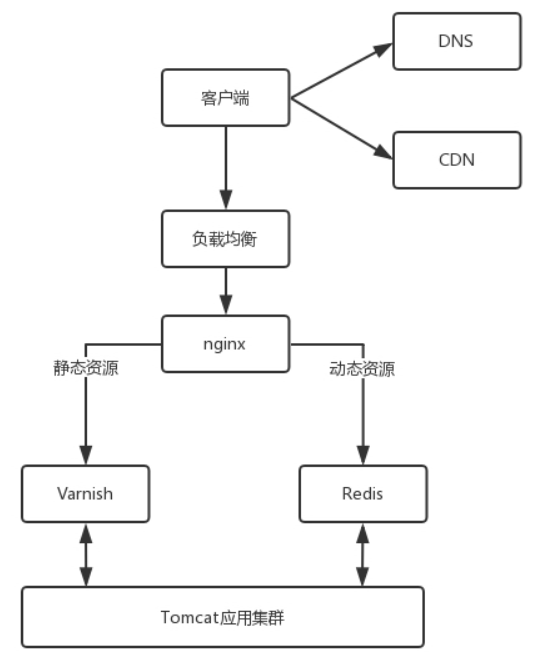 DNS
客户端
CDN
负载均衡
nginx
静态资源
动态资源
Varnish
Redis
Tomcat应用集群